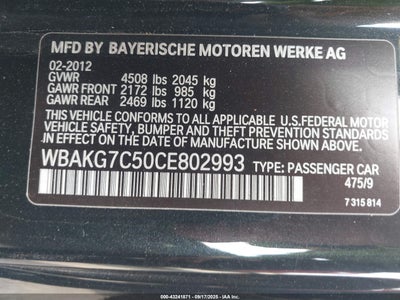 MFD BY BAYERISCHE MOTOREN WERKE AG
02-2012
GVWR 4508 lbs 2045 kg
GAWR FRONT 2172 lbs 985 kg
GAWR REAR 2469 lbs 1120 kg
THIS VEHICLE CONFORMS TO ALL APPLICABLE U.S.FEDERAL MOTOR
VEHICLE SAFETY, BUMPER AND THEFT PREVENTION STANDARDS
IN EFFECT ON THE DATE OF MANUFACTURE SHOWN ABOVE.
WBAKG7C50CE802993 TYPE: PASSENGER CAR
475/9
7 315 814
000-43241871 - 09/17/2025 - IAAI.COM